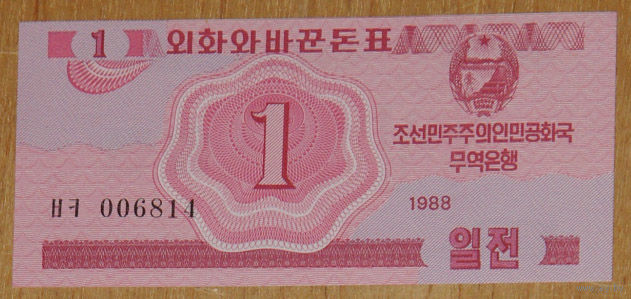 1 외화와바꾼돈표
1
조선민주주의인민공화국
무역은행
ㅂㅋ 006814
1988
일전